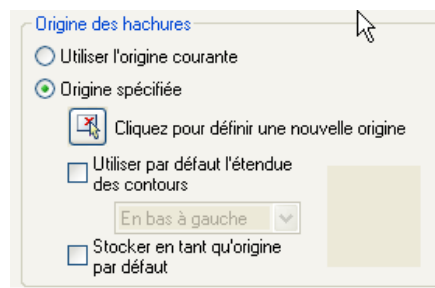 Origine des hachures
Utiliser l'origine courante
Origine spécifiée
Cliquez pour définir une nouvelle origine
Utiliser par défaut l'étendue
des contours
En bas à gauche
Stocker en tant qu'origine
par défaut